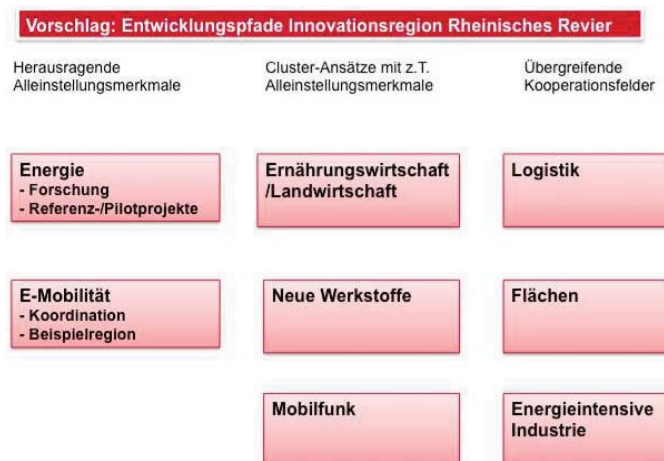 Vorschlag: Entwicklungspfade Innovationsregion Rheinisches Revier
Herausragende
Alleinstellungsmerkmale
Cluster-Ansätze mit z.T.
Alleinstellungsmerkmale
Übergreifende
Kooperationsfelder
Energie
- Forschung
- Referenz-/Pilotprojekte
Ernährungswirtschaft
/Landwirtschaft
Logistik
E-Mobilität
- Koordination
- Beispielregion
Neue Werkstoffe
Flächen
Mobilfunk
Energieintensive
Industrie